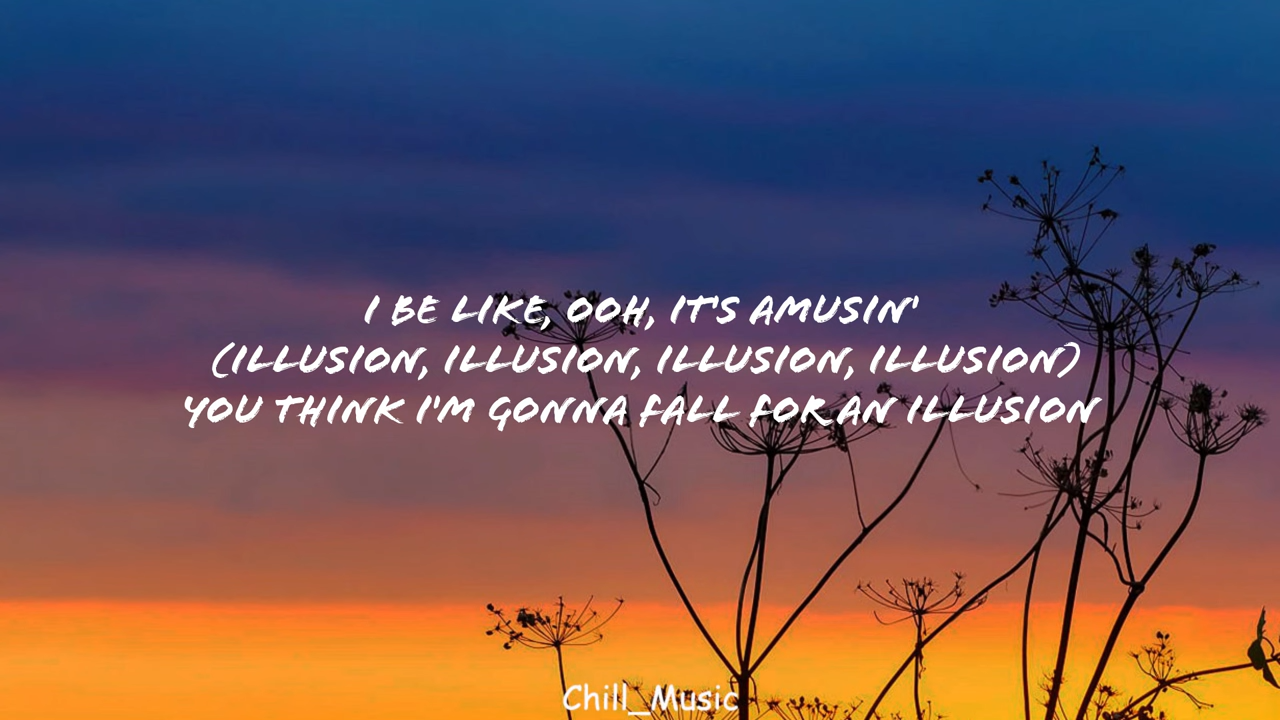 I BE LIKE, OOH, IT'S AMUSIN'
(ILLUSION, ILLUSION, ILLUSION, ILLUSION)
YOU THINK I'M GONNA FALL FOR AN ILLUSION
Chill_Music